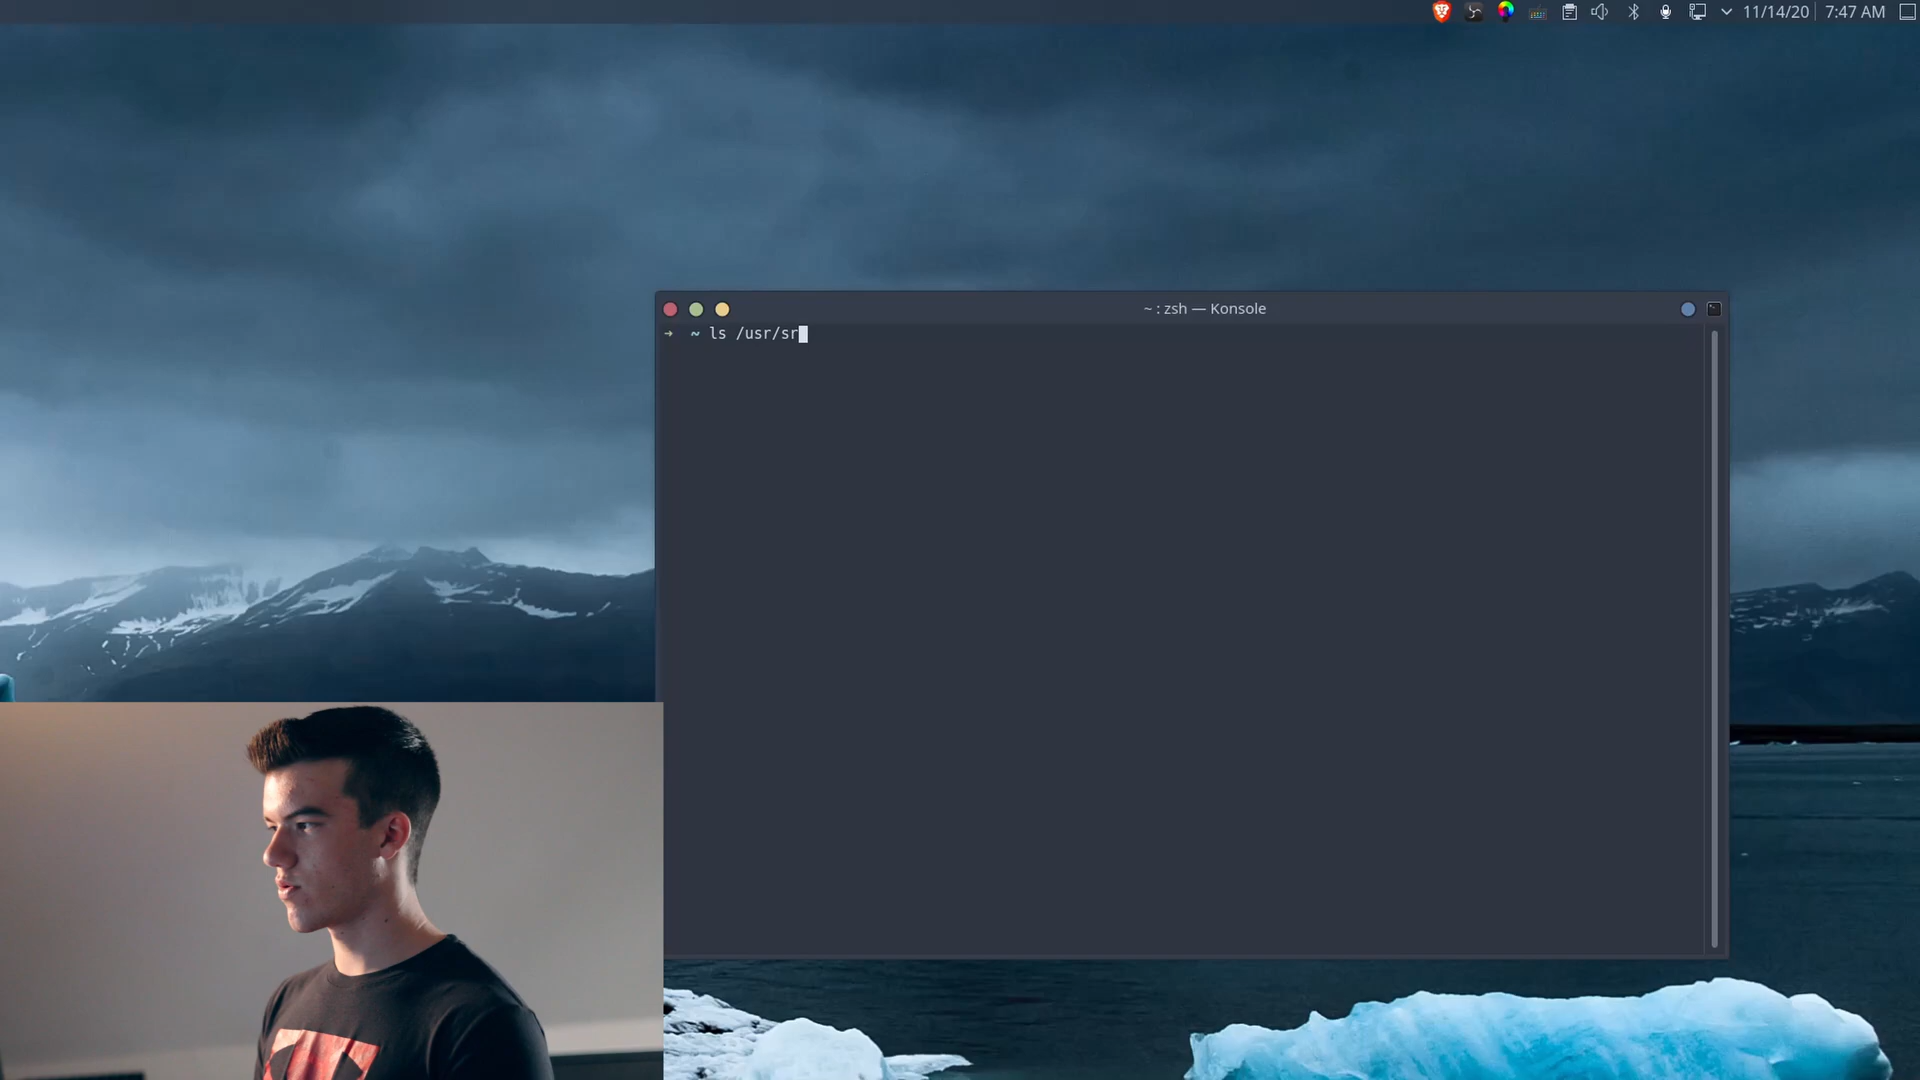 11/14/20 7:47 AM
~ : zsh — Konsole
➜ ~ ls /usr/sr